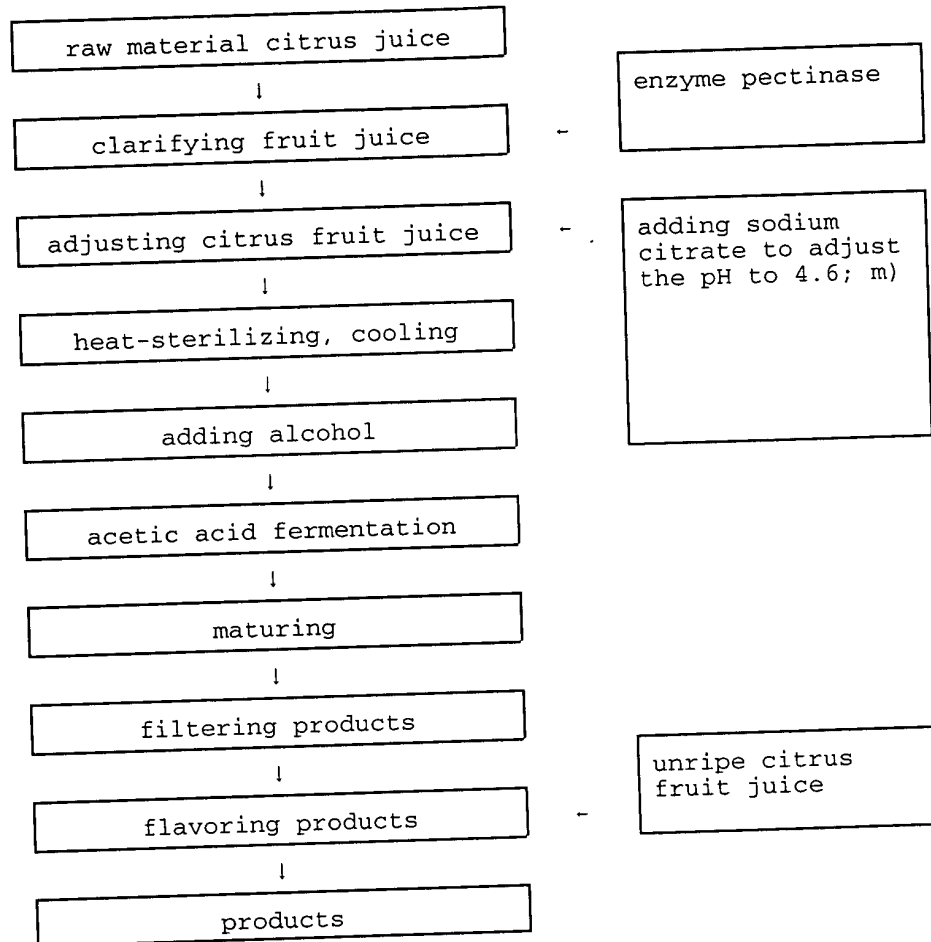 raw material citrus juice
↓
enzyme pectinase
clarifying fruit juice
←
↓
adjusting citrus fruit juice
←
adding sodium
citrate to adjust
the pH to 4.6; m)
↓
heat-sterilizing, cooling
↓
adding alcohol
↓
acetic acid fermentation
↓
maturing
↓
filtering products
↓
unripe citrus
fruit juice
flavoring products
←
↓
products